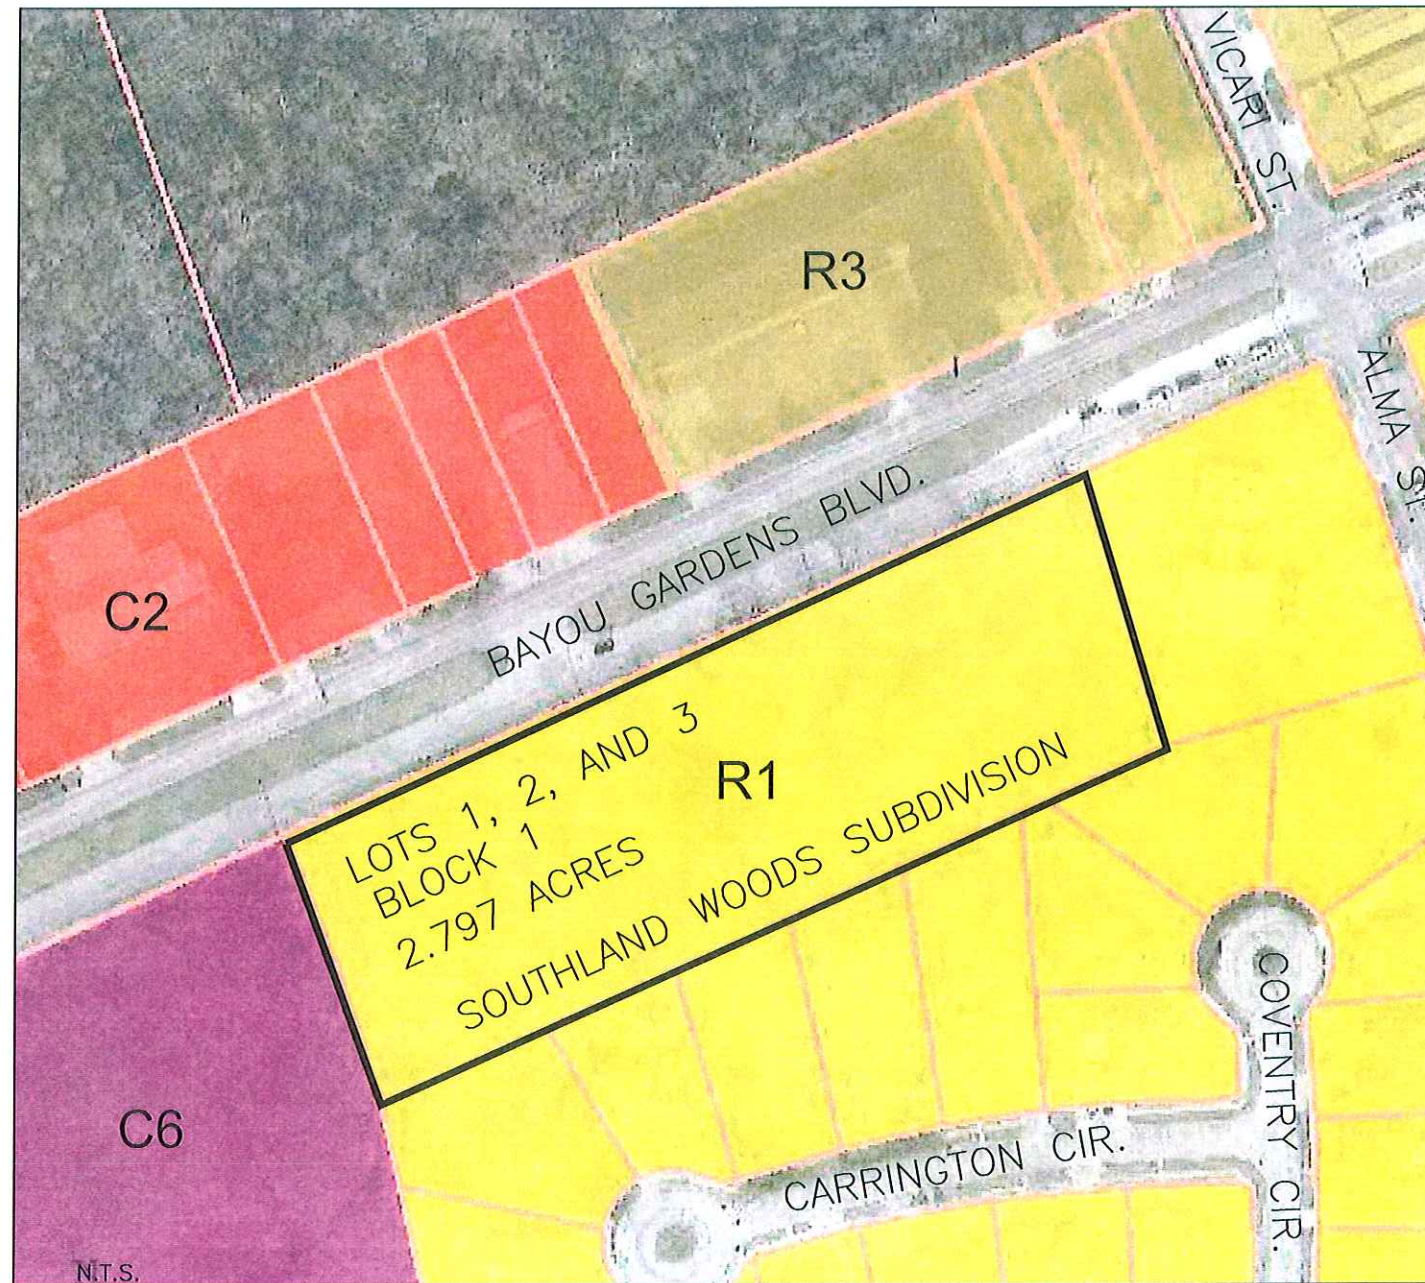 VICARI ST.
R3
ALMA ST.
BAYOU GARDENS BLVD.
C2
LOTS 1, 2, AND 3
BLOCK 1
2.797 ACRES
R1
SOUTHLAND WOODS SUBDIVISION
C6
COVENTRY CIR.
CARRINGTON CIR.
N.T.S.